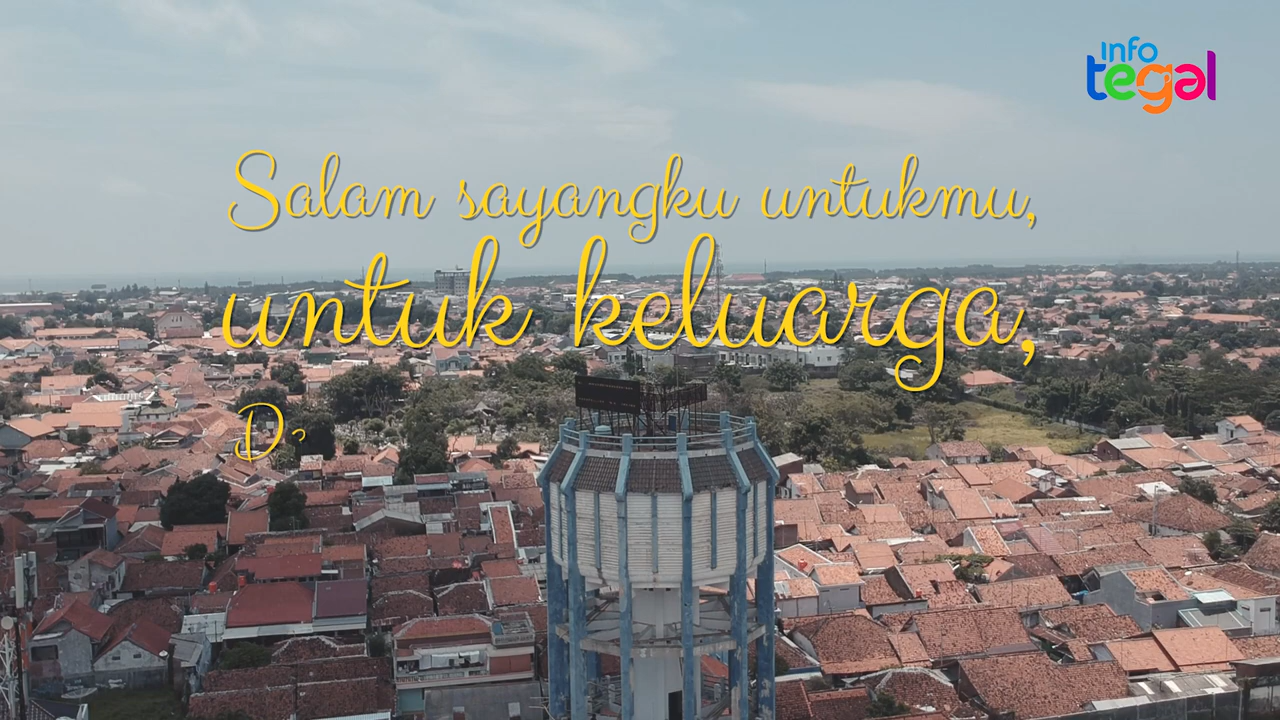 info
tegal
Salam sayangku untukmu,
untuk keluarga,
D